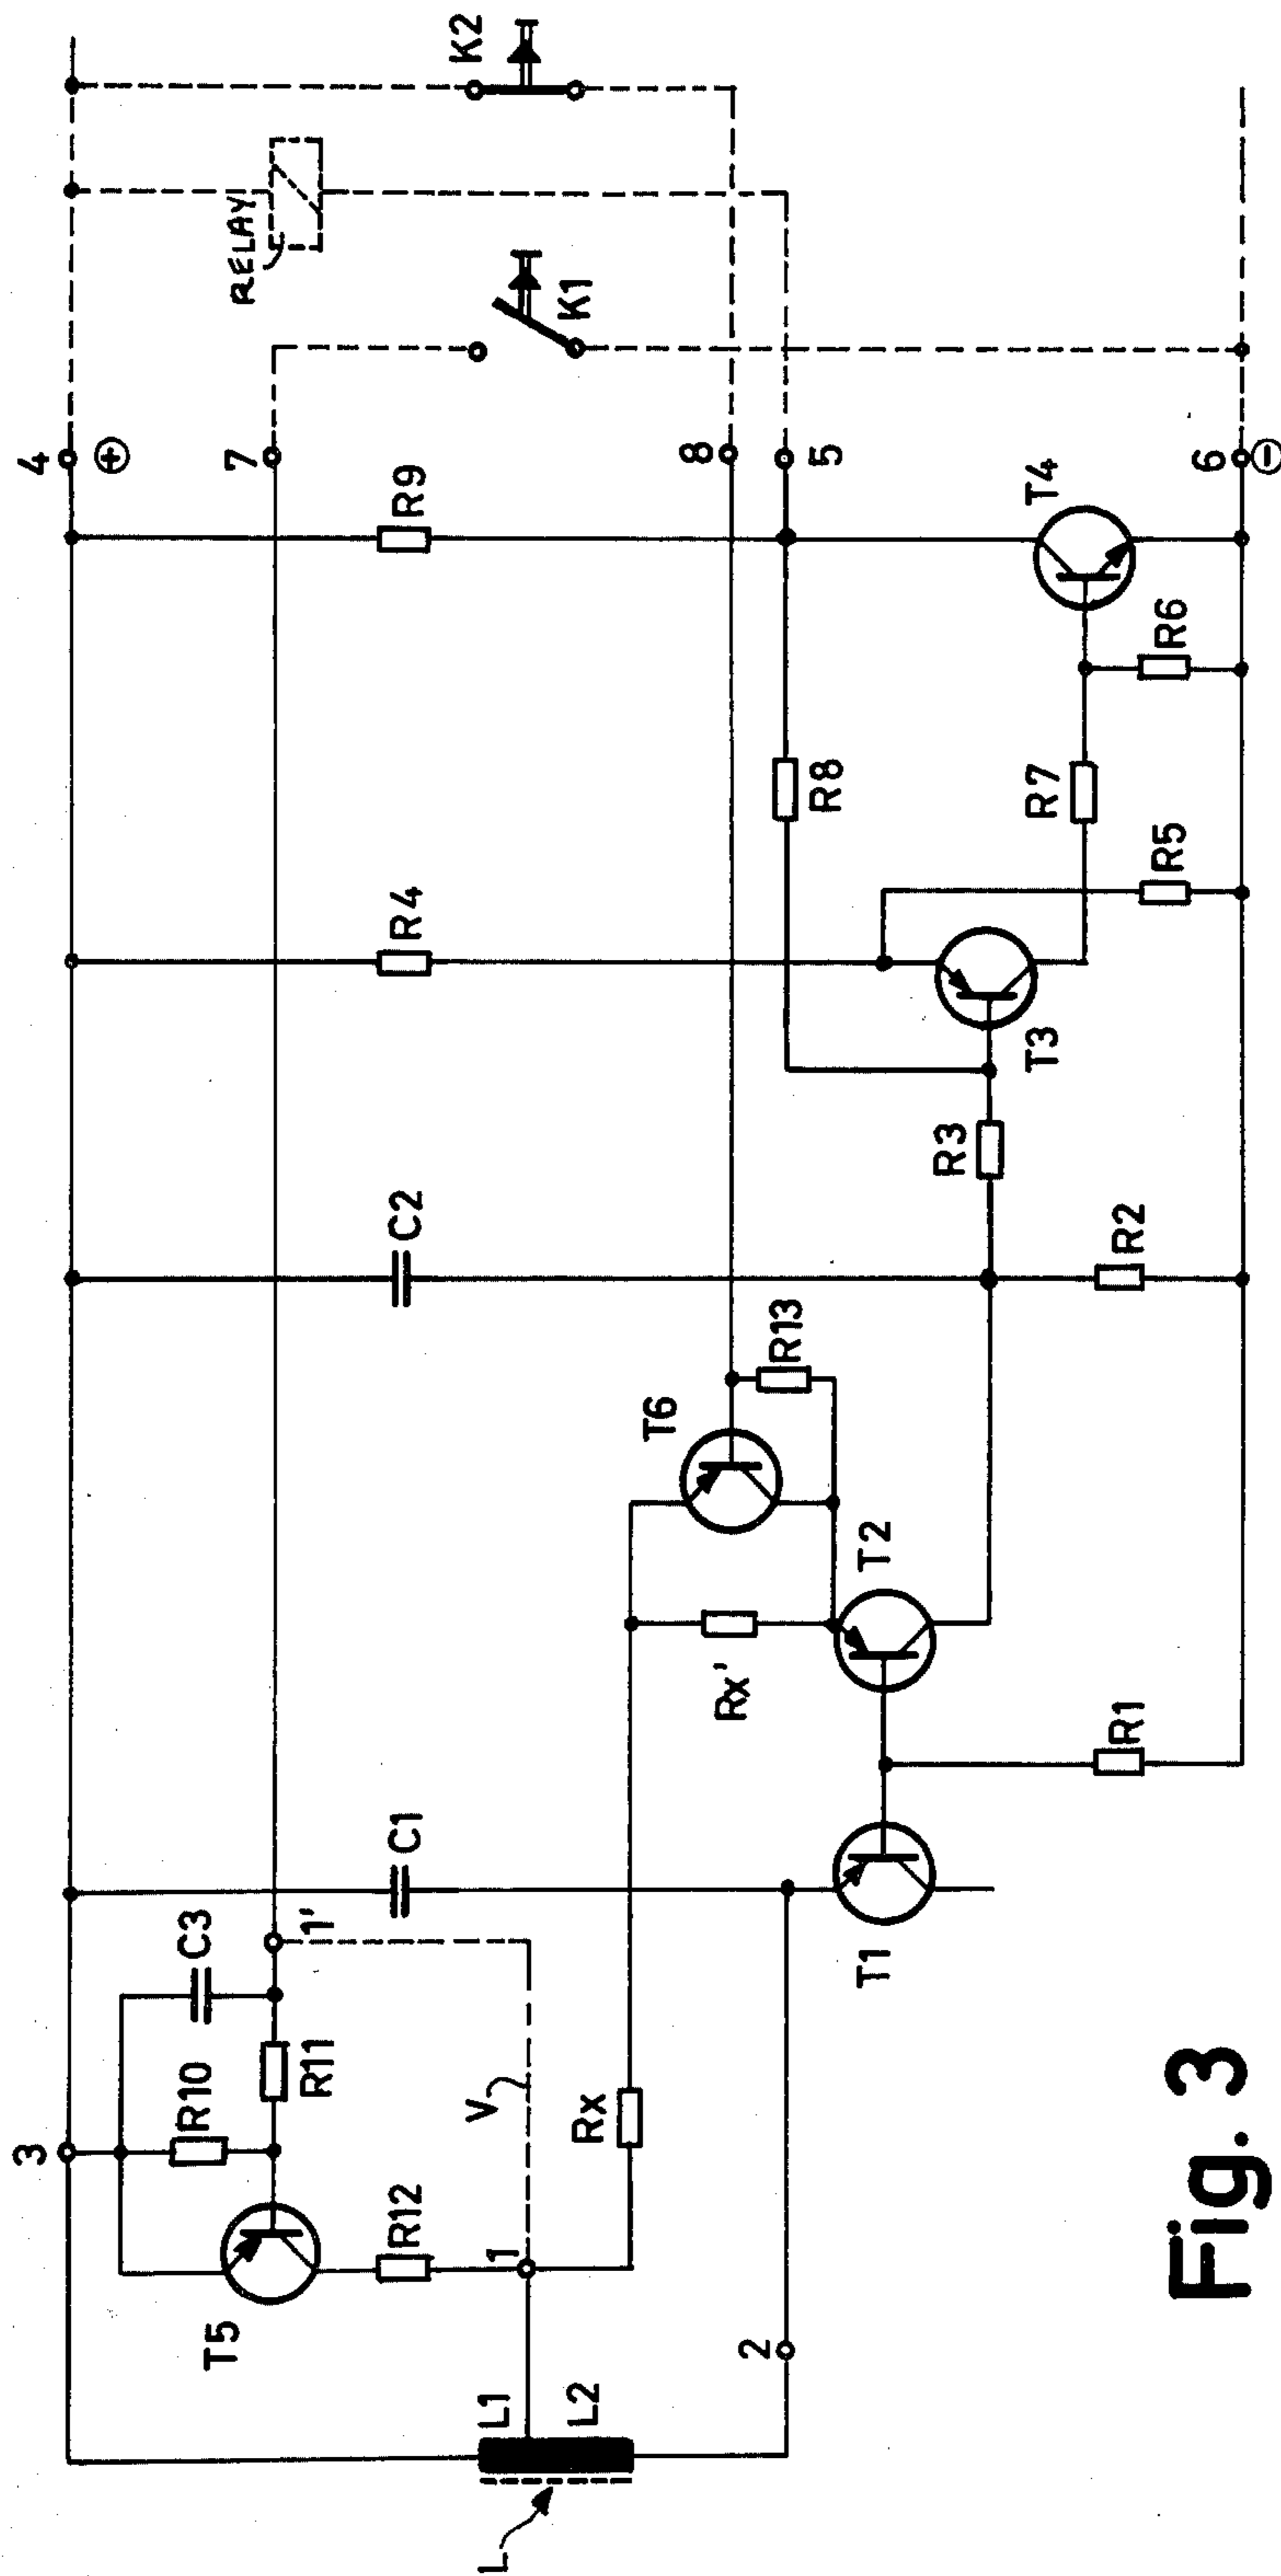 L
L1
L2
T5
R12
1
2
3
R10
R11
C3
1'
V
Rx
C1
T1
R1
Rx'
T2
T6
R13
C2
R2
R3
T3
R4
R5
R7
R8
R6
T4
R9
4
+
7
8
5
6
−
K1
RELAY
K2
Fig. 3